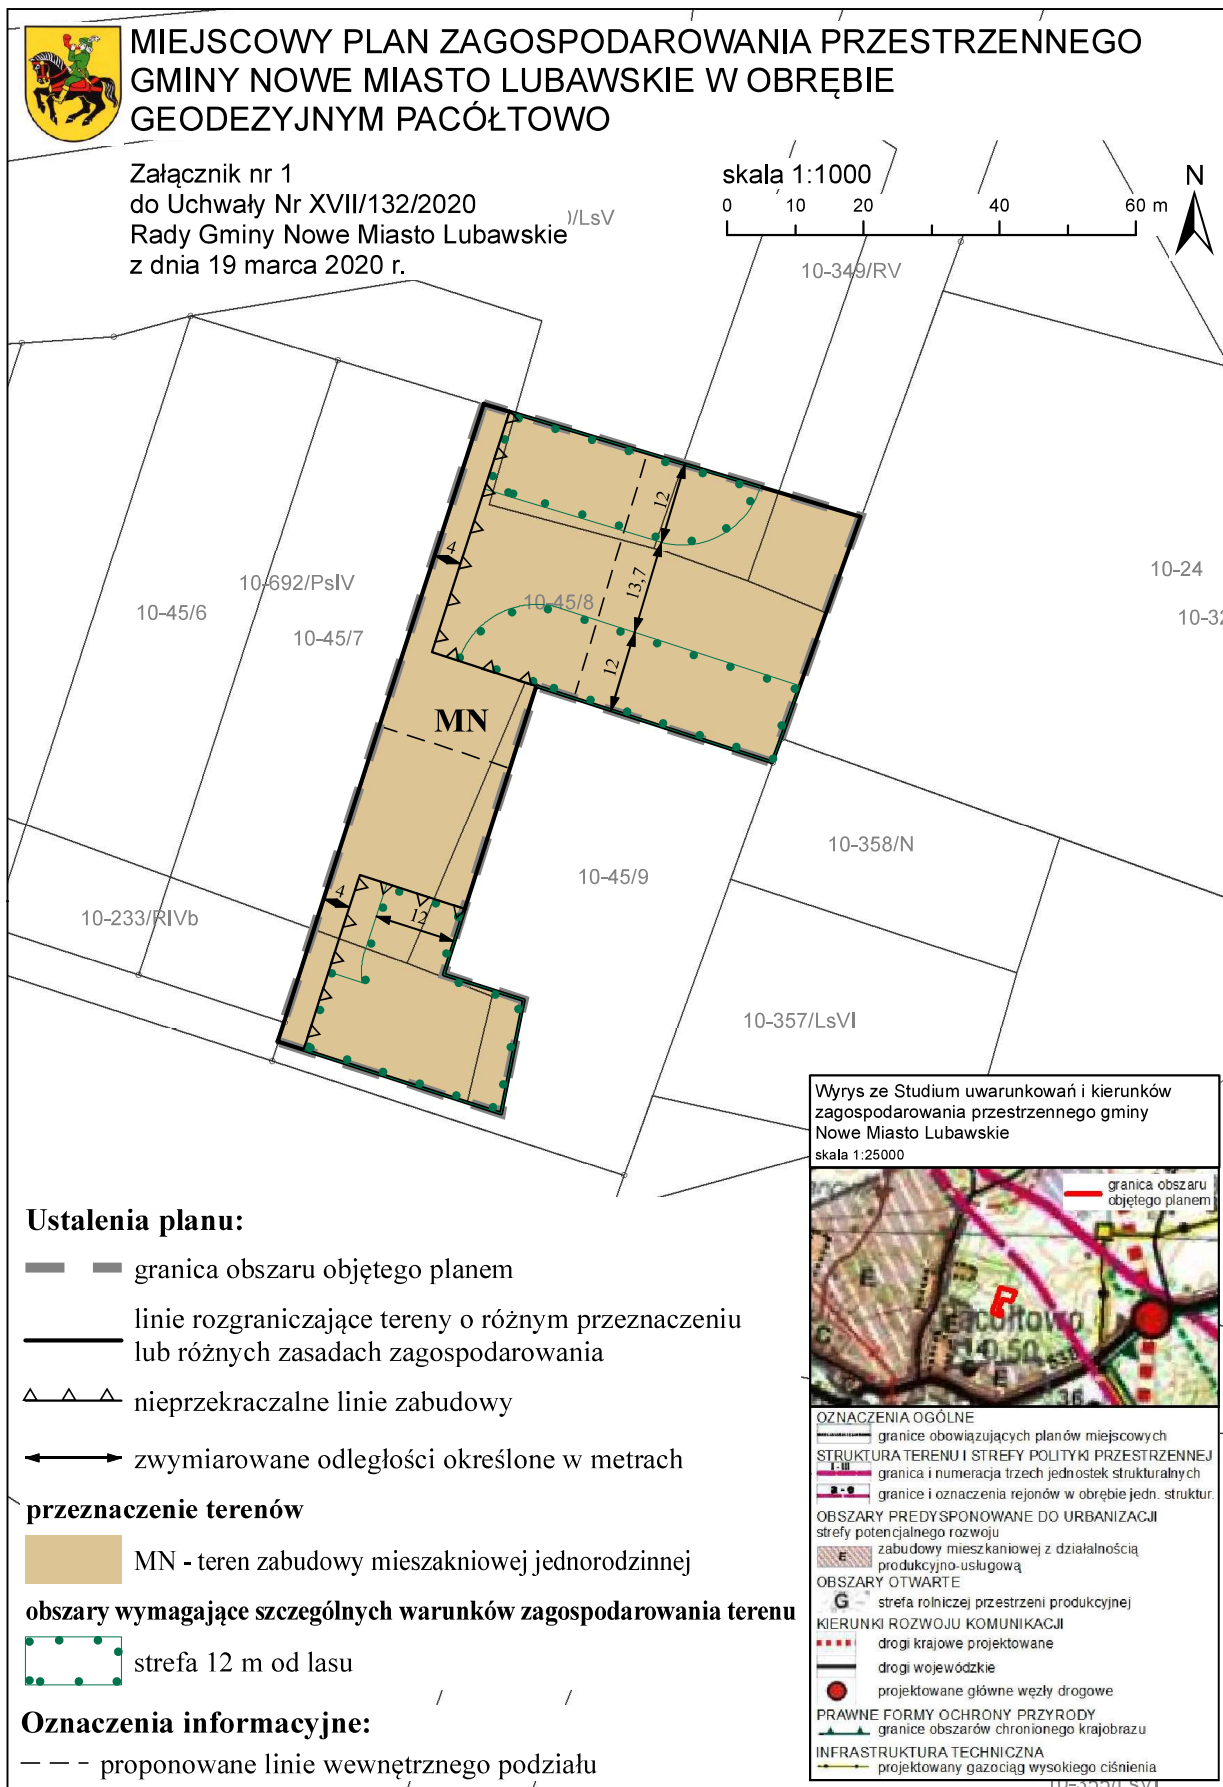 MIEJSCOWY PLAN ZAGOSPODAROWANIA PRZESTRZENNEGO
GMINY NOWE MIASTO LUBAWSKIE W OBRĘBIE
GEODEZYJNYM PACÓŁTOWO
Załącznik nr 1
do Uchwały Nr XVII/132/2020
Rady Gminy Nowe Miasto Lubawskie
z dnia 19 marca 2020 r.
skala 1:1000
0 10 20 40 60 m
N
)/LsV
10-349/RV
12
4
13,7
10-692/PsIV
10-45/8
10-24
10-45/6
10-32
10-45/7
12
MN
10-358/N
10-45/9
4
12
10-233/RIVb
10-357/LsVI
Wyrys ze Studium uwarunkowań i kierunków
zagospodarowania przestrzennego gminy
Nowe Miasto Lubawskie
skala 1:25000
granica obszaru
objętego planem
E
C
E
36
Ustalenia planu:
granica obszaru objętego planem
linie rozgraniczające tereny o różnym przeznaczeniu
lub różnych zasadach zagospodarowania
nieprzekraczalne linie zabudowy
zwymiarowane odległości określone w metrach
przeznaczenie terenów
MN - teren zabudowy mieszakniowej jednorodzinnej
obszary wymagające szczególnych warunków zagospodarowania terenu
strefa 12 m od lasu
Oznaczenia informacyjne:
proponowane linie wewnętrznego podziału
OZNACZENIA OGÓLNE
granice obowiązujących planów miejscowych
STRUKTURA TERENU I STREFY POLITYKI PRZESTRZENNEJ
I-III
granica i numeracja trzech jednostek strukturalnych
a-e
granice i oznaczenia rejonów w obrębie jedn. struktur.
OBSZARY PREDYSPONOWANE DO URBANIZACJI
strefy potencjalnego rozwoju
E
zabudowy mieszkaniowej z działalnością
produkcyjno-usługową
OBSZARY OTWARTE
G
strefa rolniczej przestrzeni produkcyjnej
KIERUNKI ROZWOJU KOMUNIKACJI
drogi krajowe projektowane
drogi wojewódzkie
projektowane główne węzły drogowe
PRAWNE FORMY OCHRONY PRZYRODY
granice obszarów chronionego krajobrazu
INFRASTRUKTURA TECHNICZNA
projektowany gazociąg wysokiego ciśnienia